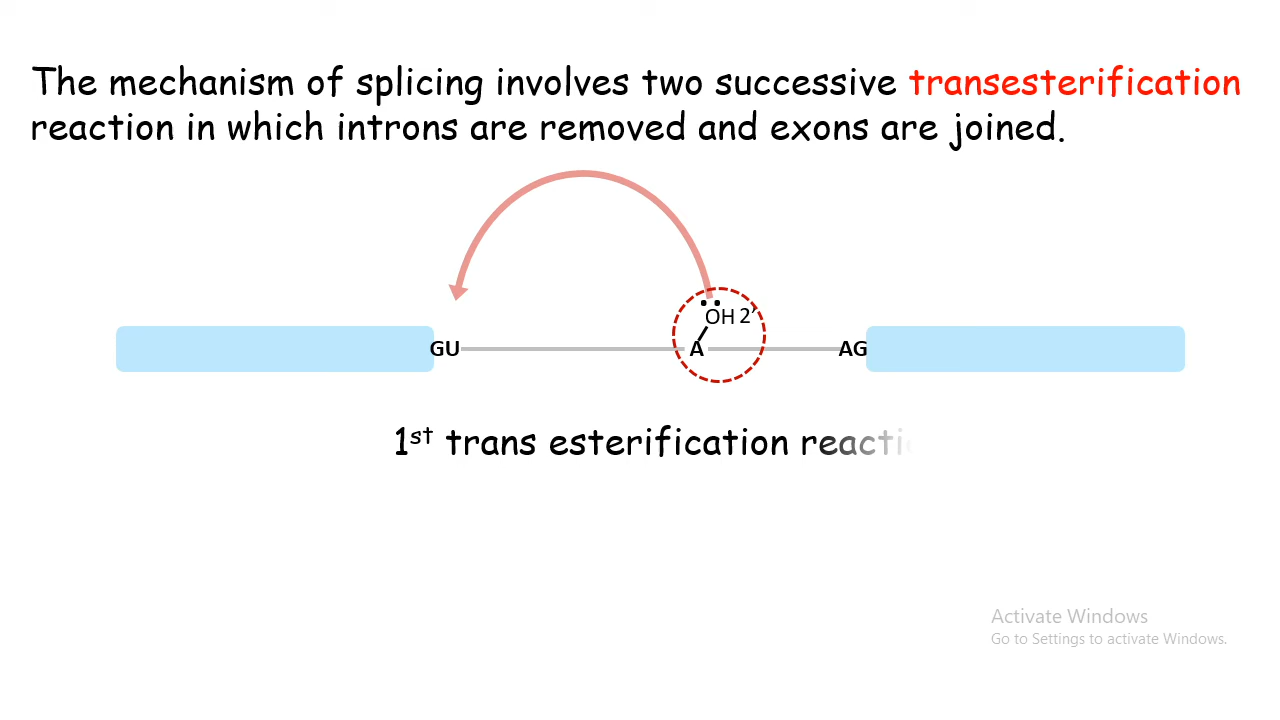 The mechanism of splicing involves two successive transesterification
reaction in which introns are removed and exons are joined.
OH 2’
GU A AG
1st trans esterification reacti
Activate Windows
Go to Settings to activate Windows.